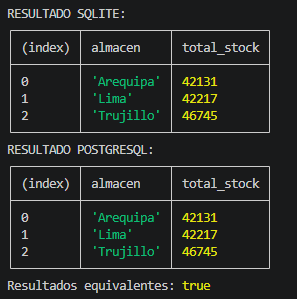 RESULTADO SQLITE:
(index) almacen total_stock
0 'Arequipa' 42131
1 'Lima' 42217
2 'Trujillo' 46745
RESULTADO POSTGRESQL:
(index) almacen total_stock
0 'Arequipa' 42131
1 'Lima' 42217
2 'Trujillo' 46745
Resultados equivalentes: true